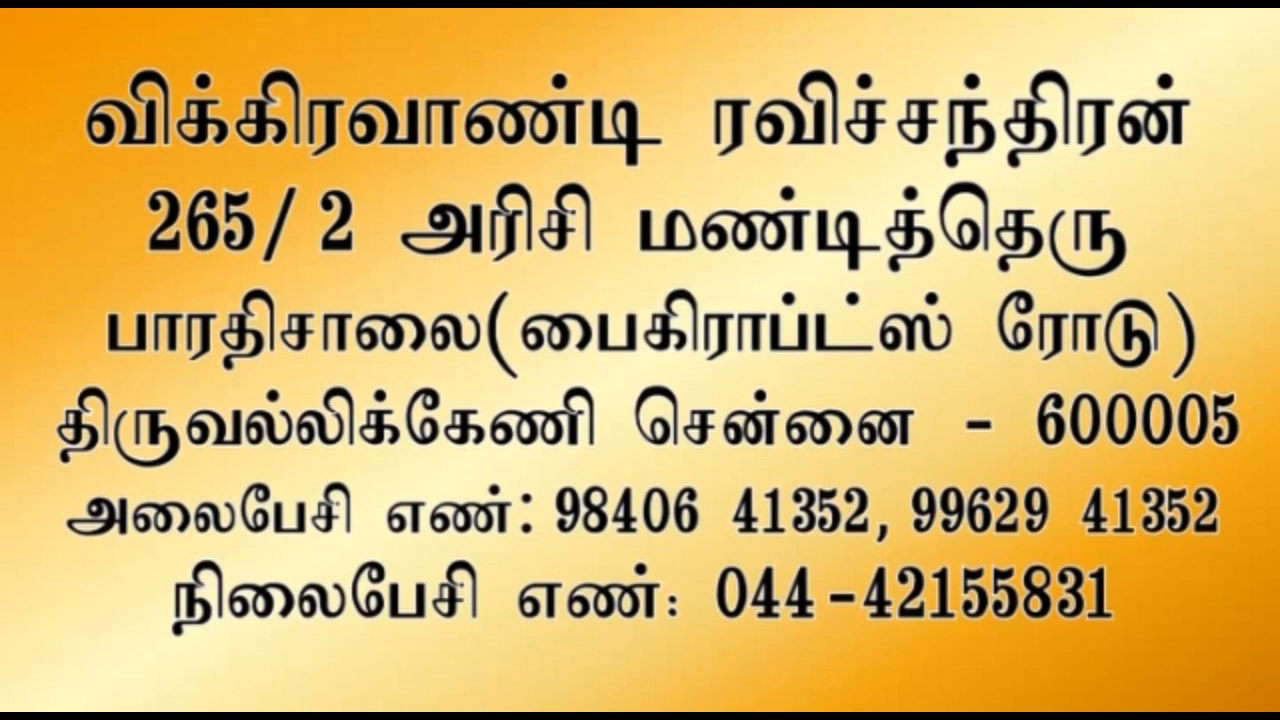 விக்கிரவாண்டி ரவிச்சந்திரன்
265/ 2 அரிசி மண்டித்தெரு
பாரதிசாலை(பைகிராப்ட்ஸ் ரோடு)
திருவல்லிக்கேணி சென்னை - 600005
அலைபேசி எண்: 98406 41352, 99629 41352
நிலைபேசி எண்: 044-42155831